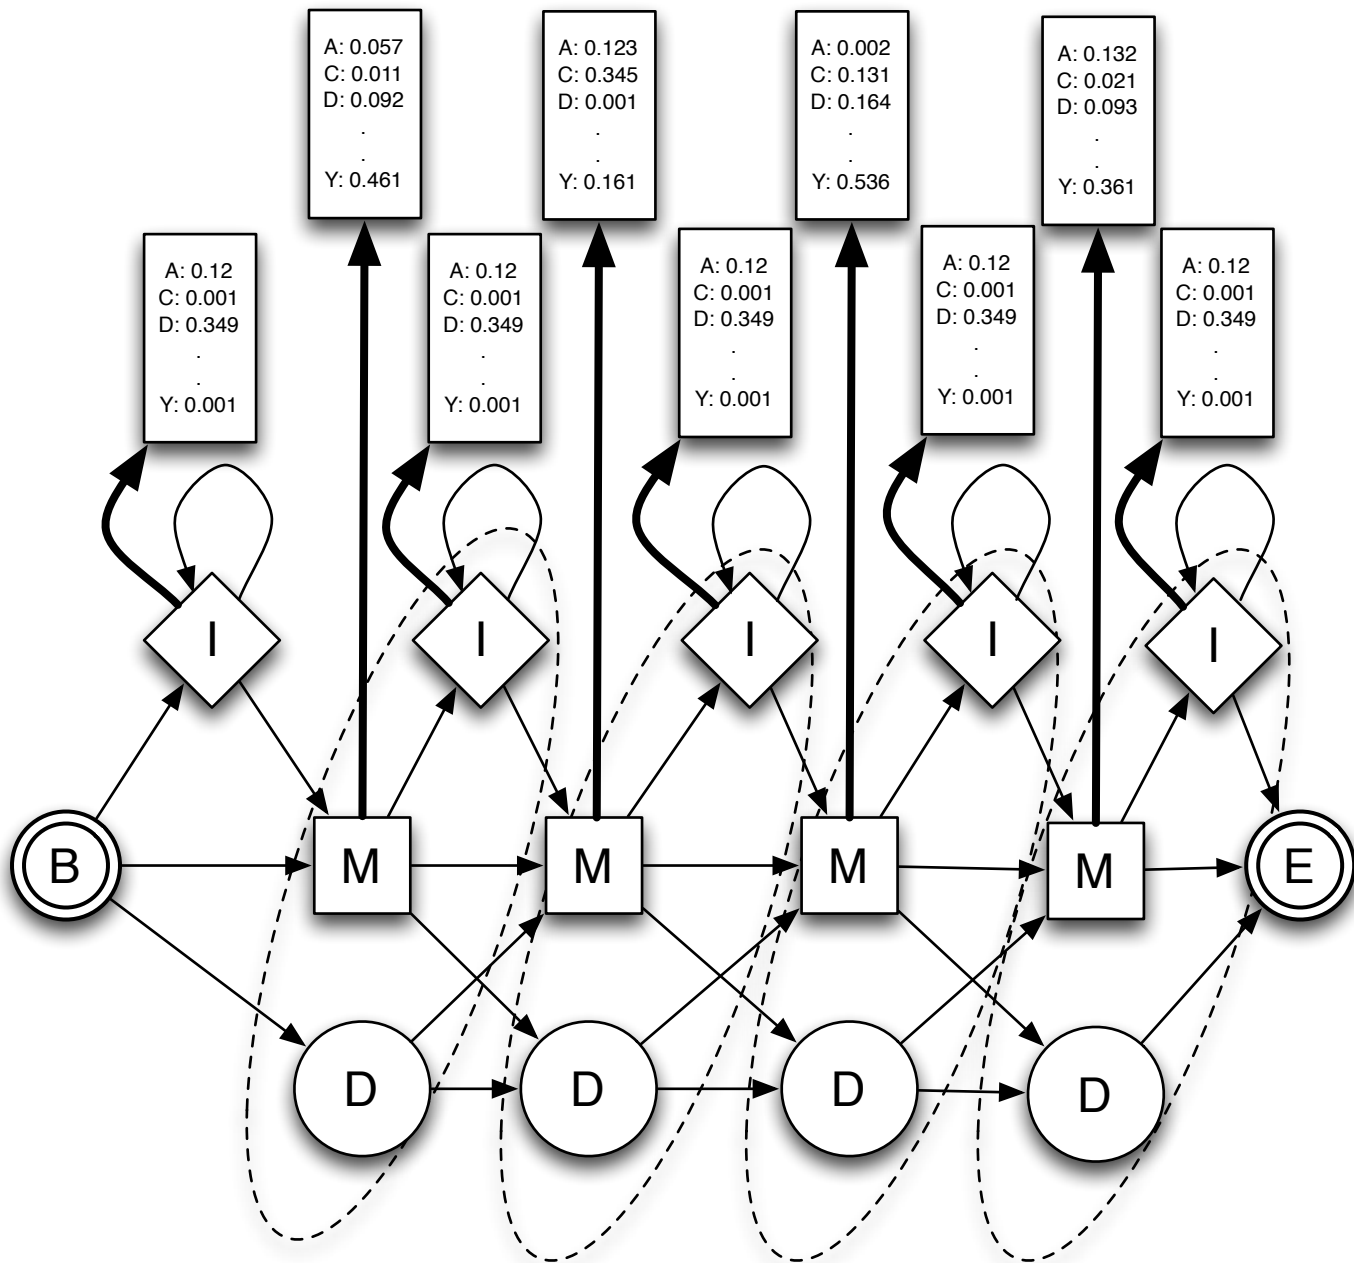 A: 0.057
C: 0.011
D: 0.092
.
.
Y: 0.461
A: 0.123
C: 0.345
D: 0.001
.
.
Y: 0.161
A: 0.002
C: 0.131
D: 0.164
.
.
Y: 0.536
A: 0.132
C: 0.021
D: 0.093
.
.
Y: 0.361
A: 0.12
C: 0.001
D: 0.349
.
.
Y: 0.001
A: 0.12
C: 0.001
D: 0.349
.
.
Y: 0.001
A: 0.12
C: 0.001
D: 0.349
.
.
Y: 0.001
A: 0.12
C: 0.001
D: 0.349
.
.
Y: 0.001
A: 0.12
C: 0.001
D: 0.349
.
.
Y: 0.001
I
I
I
I
I
B
M
M
M
M
E
D
D
D
D